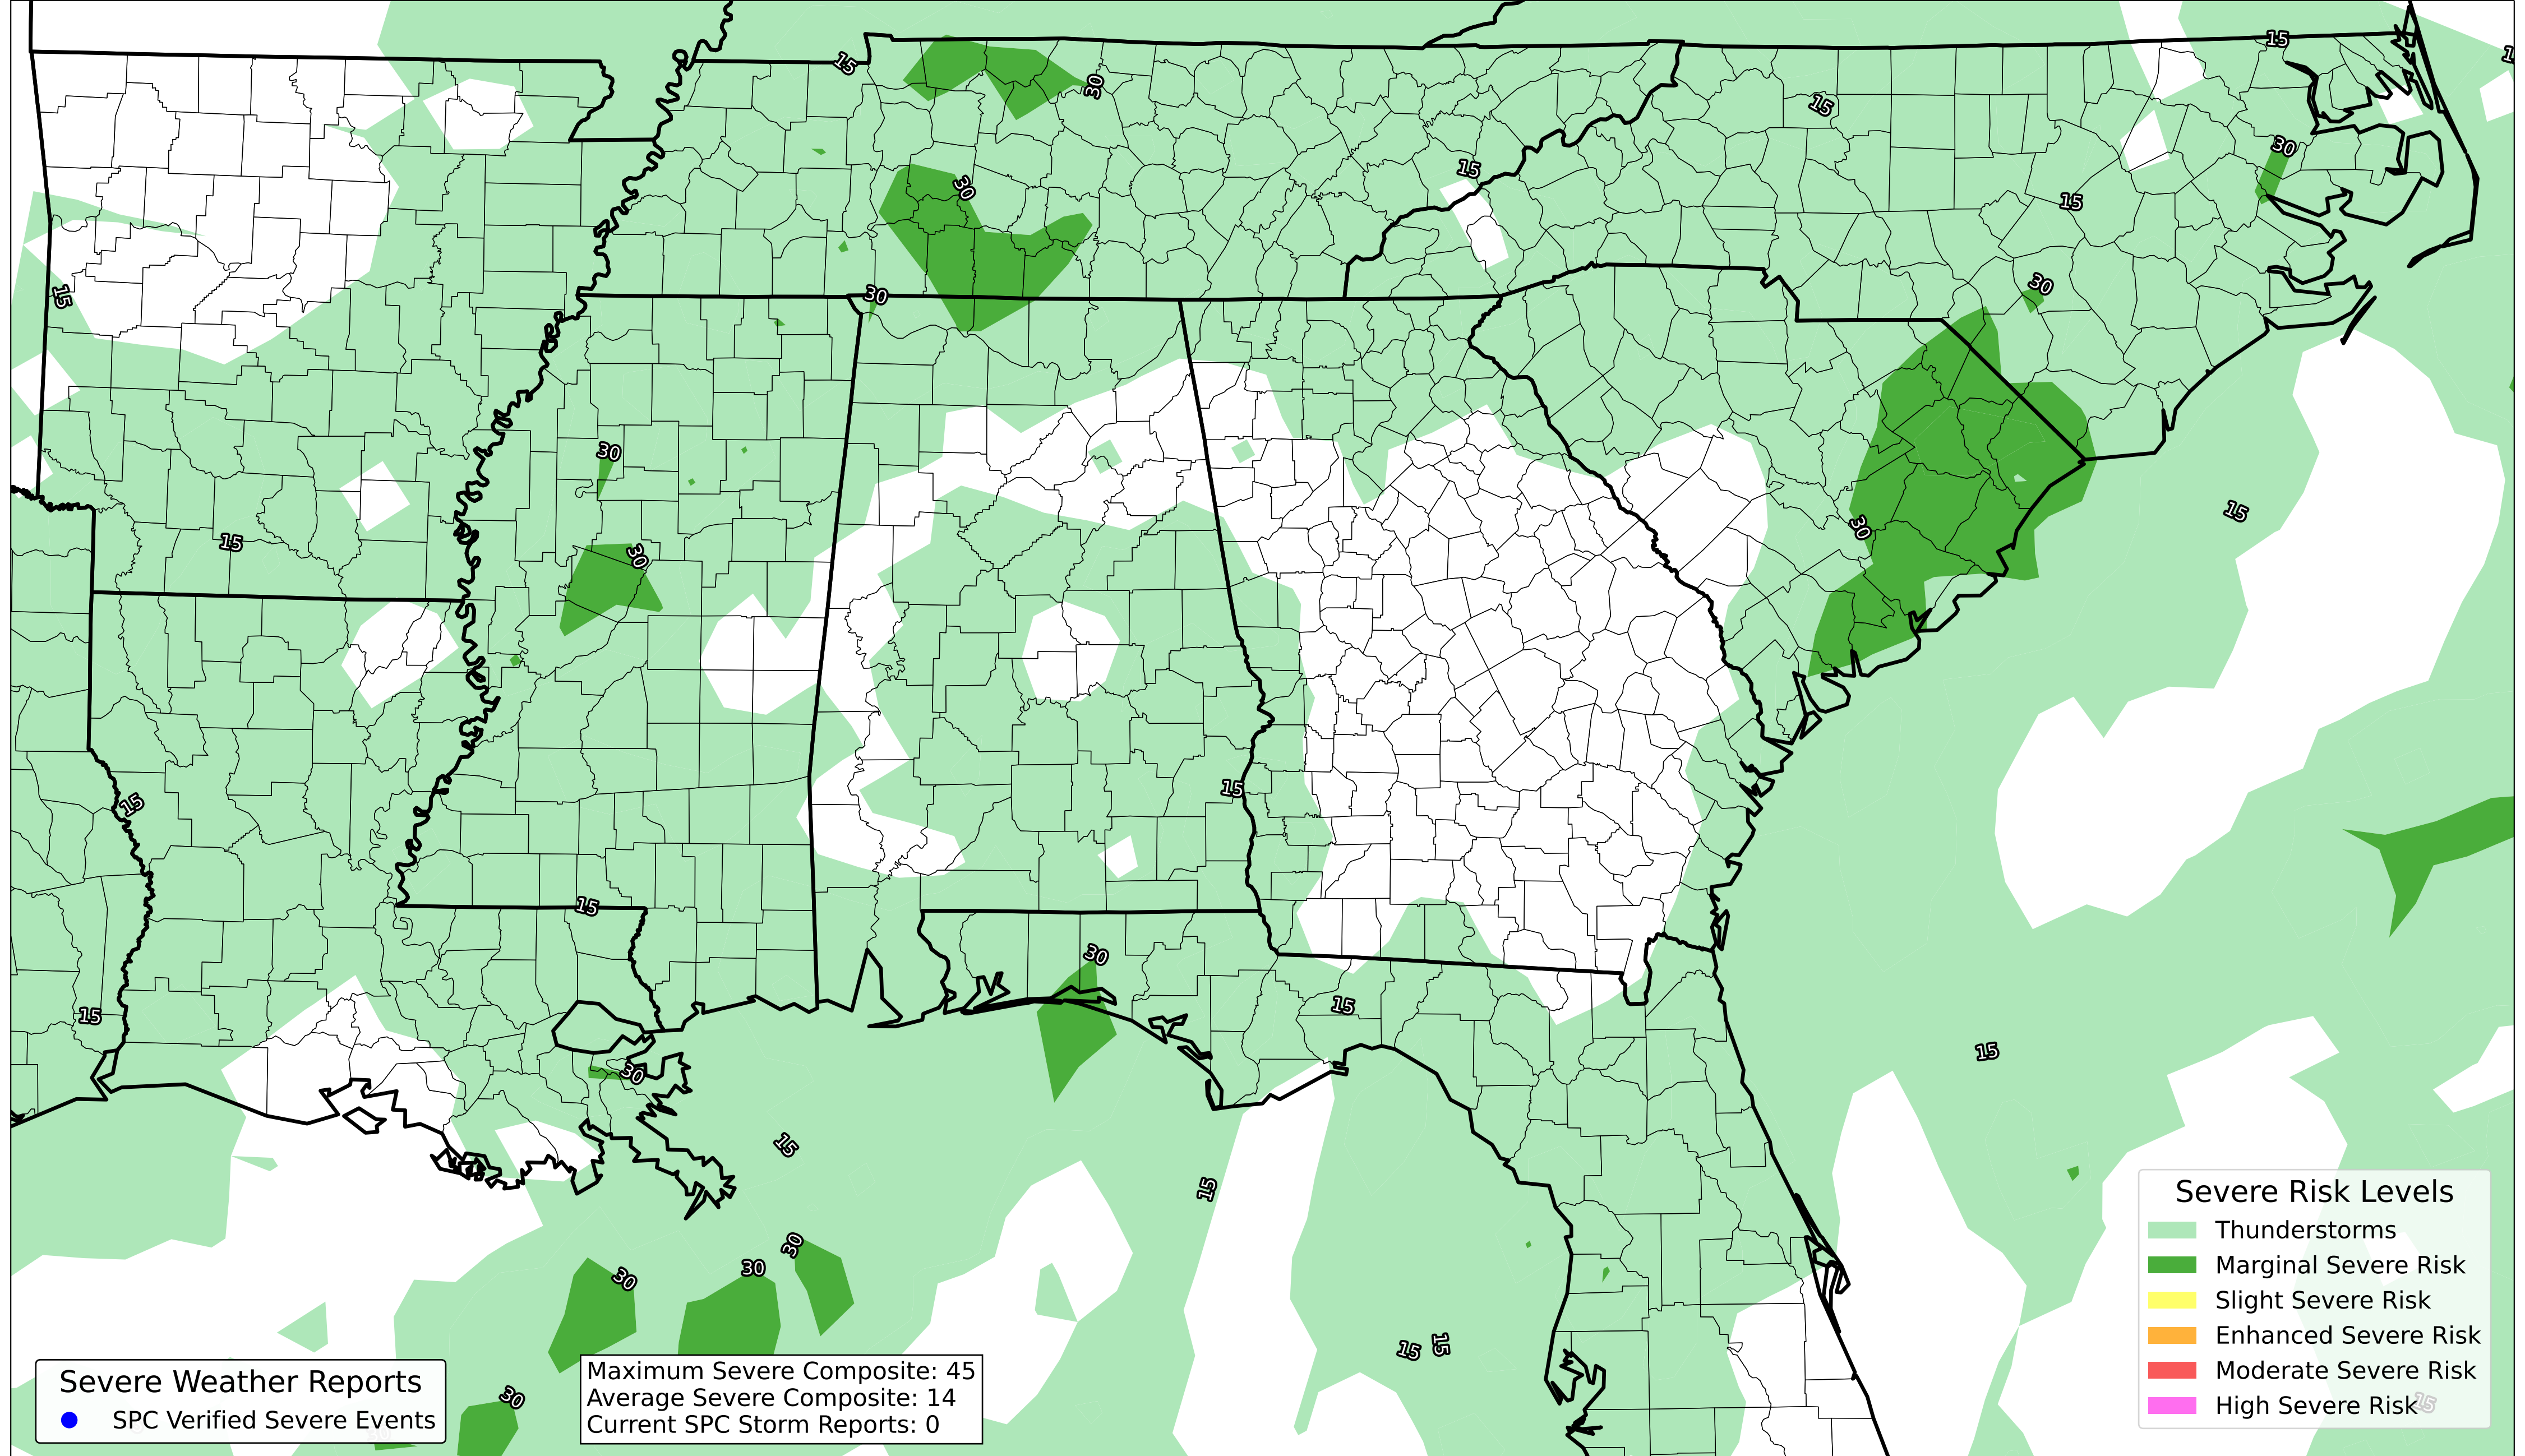 15
15
15
30
15
30
15
30
15
30
15
30
30
30
15
30
15
30
15
15
15
30
15
15
15
30
15
15
30
30
30
15
15
30
15
Severe Risk Levels
Thunderstorms
Marginal Severe Risk
Slight Severe Risk
Enhanced Severe Risk
Moderate Severe Risk
High Severe Risk
Severe Weather Reports
SPC Verified Severe Events
Maximum Severe Composite: 45
Average Severe Composite: 14
Current SPC Storm Reports: 0